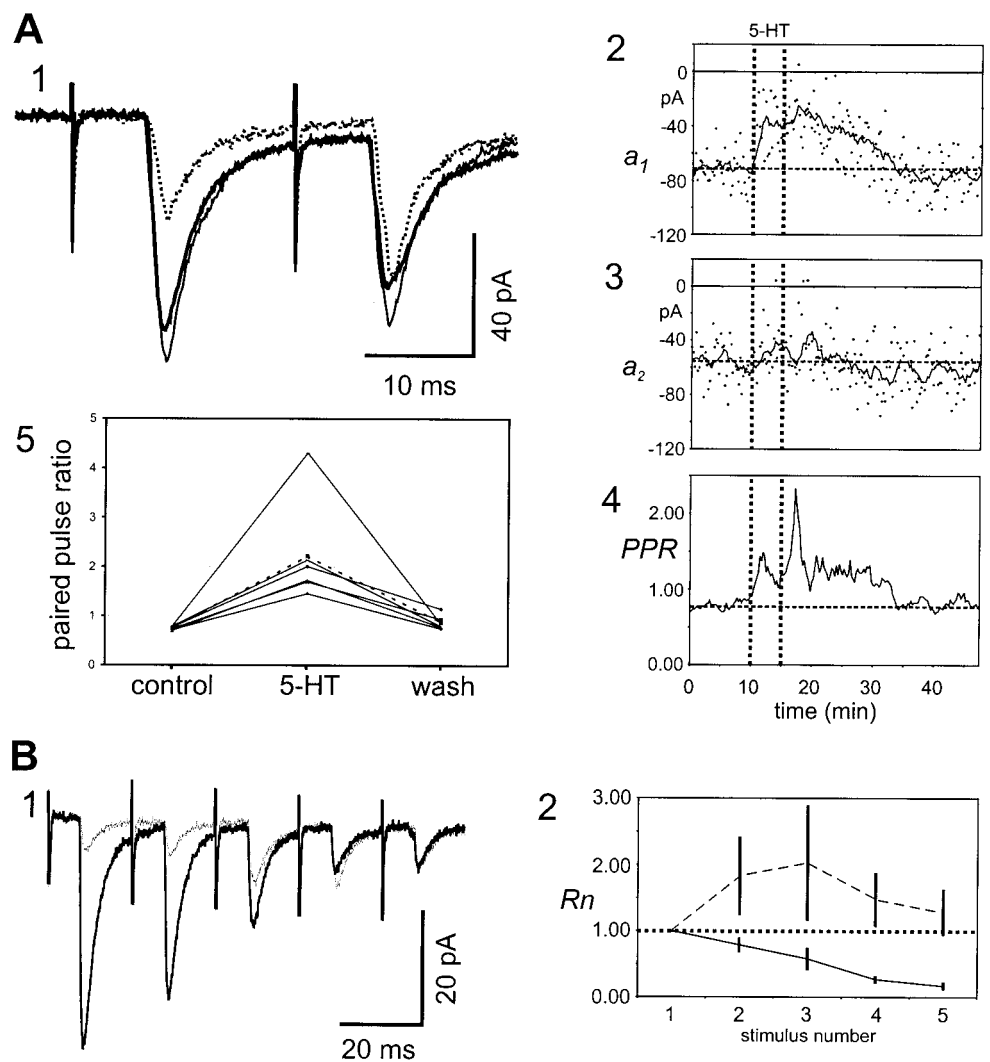 A
1
40 pA
10 ms
2
5-HT
0
pA
-40
a1
-80
-120
3
0
pA
-40
a2
-80
-120
4
2.00
PPR
1.00
0.00
0 10 20 30 40
time (min)
5
paired pulse ratio
5
4
3
2
1
0
control 5-HT wash
B
1
20 pA
20 ms
2
3.00
2.00
Rn
1.00
0.00
1 2 3 4 5
stimulus number